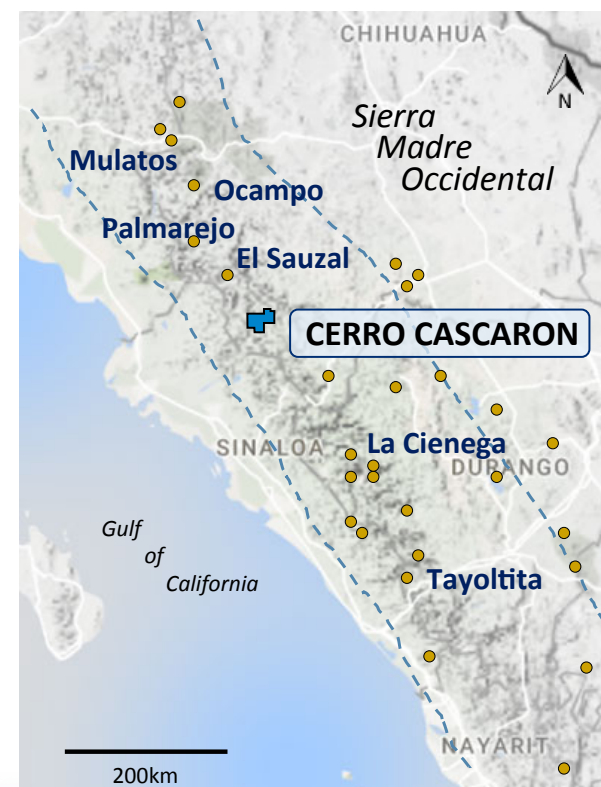 CHIHUAHUA
N
Sierra
Madre
Occidental
Mulatos
Ocampo
Palmarejo
El Sauzal
CERRO CASCARON
SINALOA
La Cienega
DURANGO
Gulf
of
California
Tayoltita
NAYARIT
200km